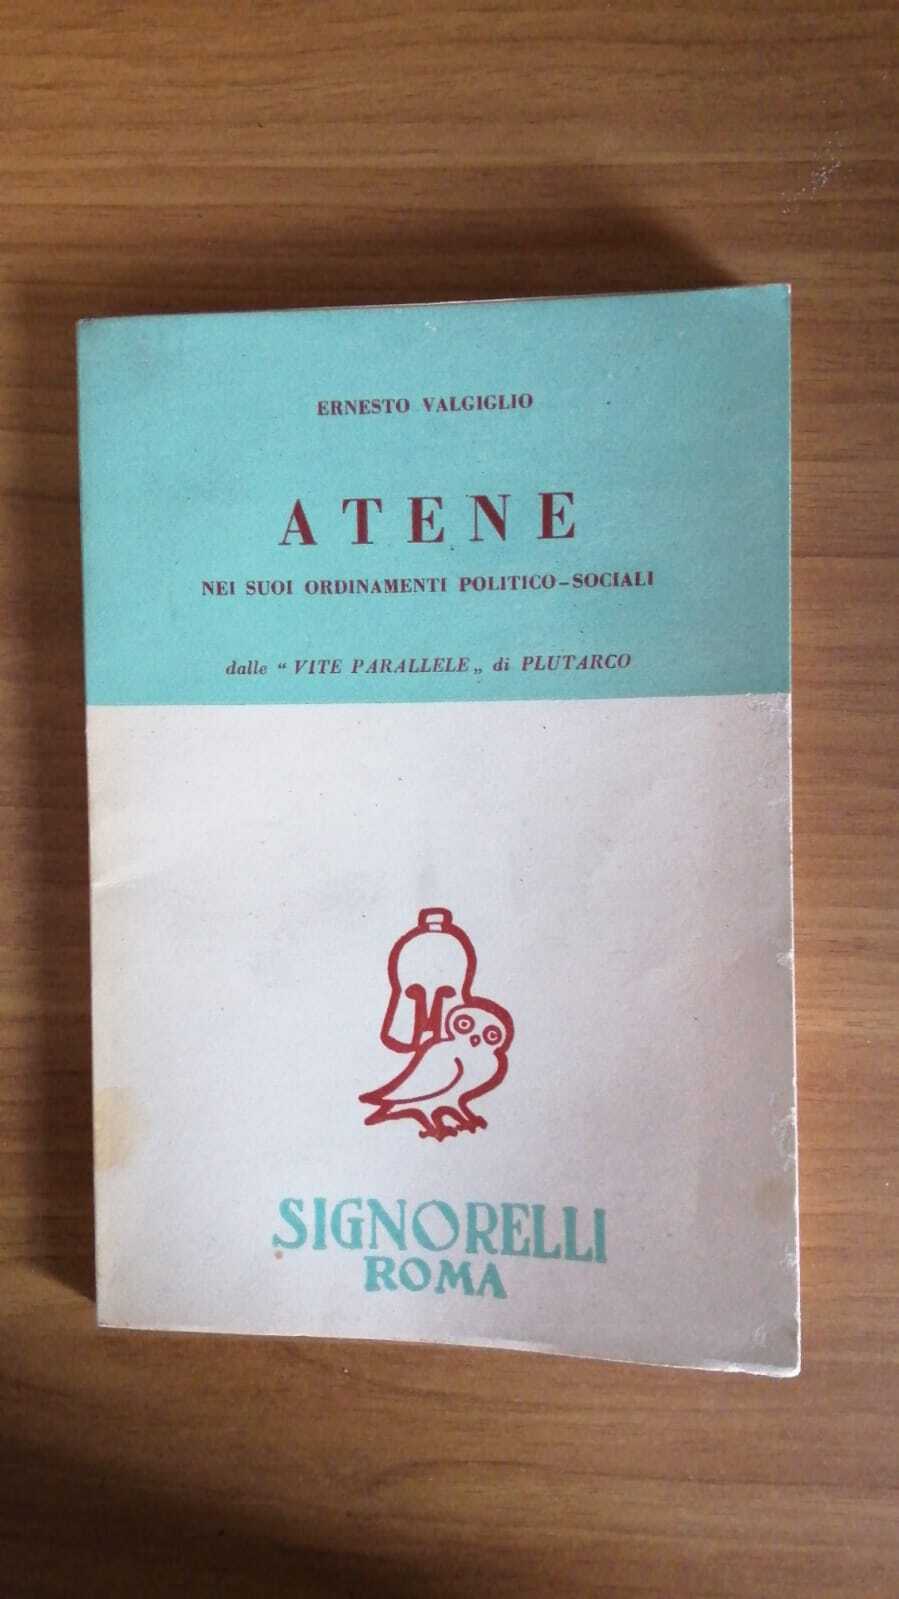 ERNESTO VALGIGLIO
ATENE
NEI SUOI ORDINAMENTI POLITICO-SOCIALI
dalle “ VITE PARALLELE „ di PLUTARCO
SIGNORELLI
ROMA